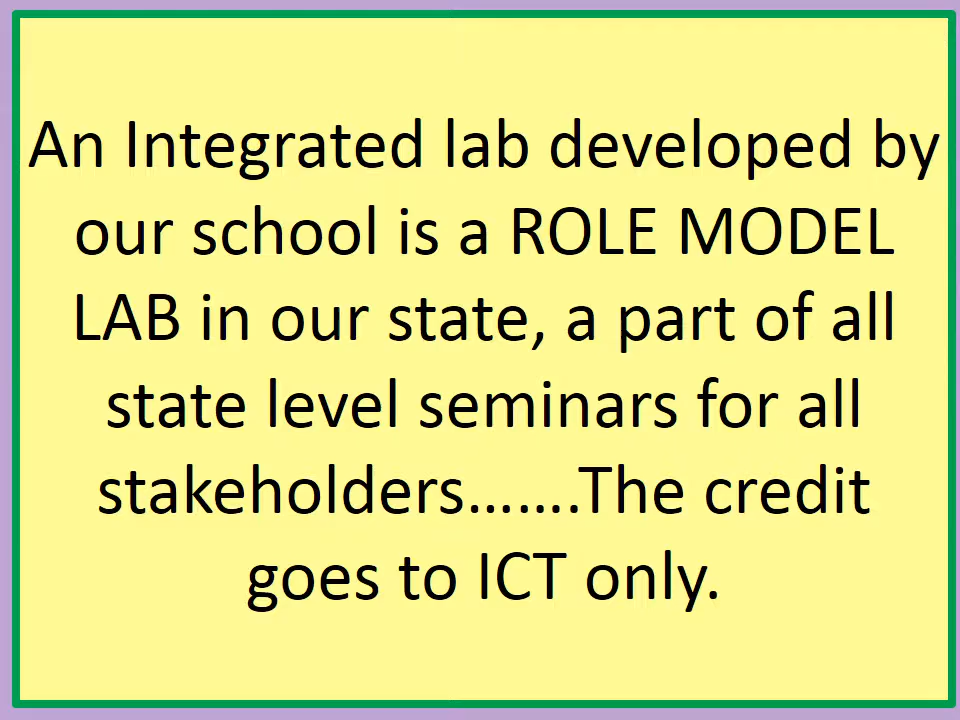 An Integrated lab developed by
our school is a ROLE MODEL
LAB in our state, a part of all
state level seminars for all
stakeholders…….The credit
goes to ICT only.